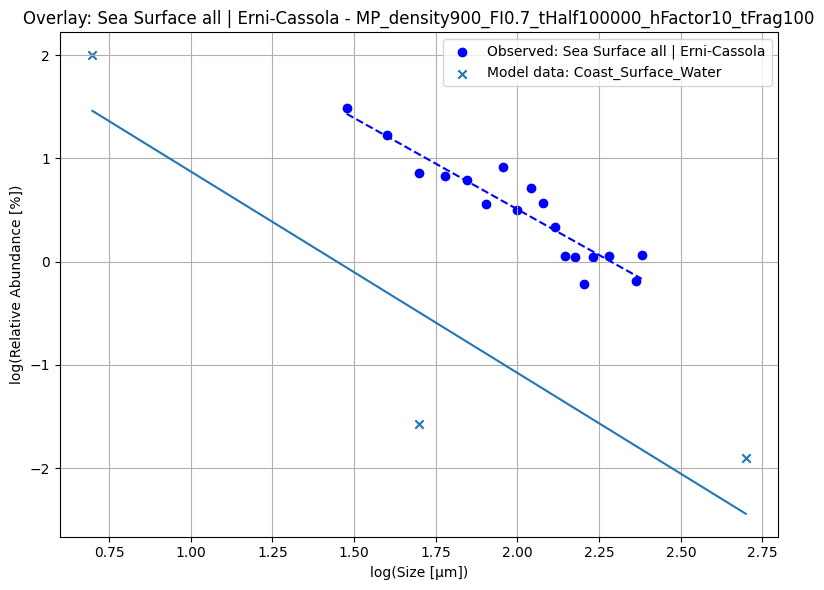 Overlay: Sea Surface all | Erni-Cassola - MP_density900_FI0.7_tHalf100000_hFactor10_tFrag100
Observed: Sea Surface all | Erni-Cassola
Model data: Coast_Surface_Water
log(Relative Abundance [%])
2
1
0
−1
−2
0.75 1.00 1.25 1.50 1.75 2.00 2.25 2.50 2.75
log(Size [µm])